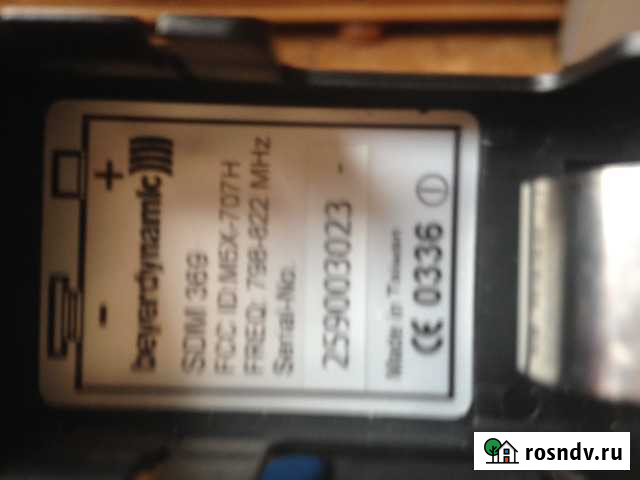 + -
beyerdynamic))))
SDM 369
FCC ID:M5X-707H
FREQ: 798-822 MHz
Serial-No.
259003023 -
Made in Taiwan
CE 0336 ⓘ
rosndv.ru